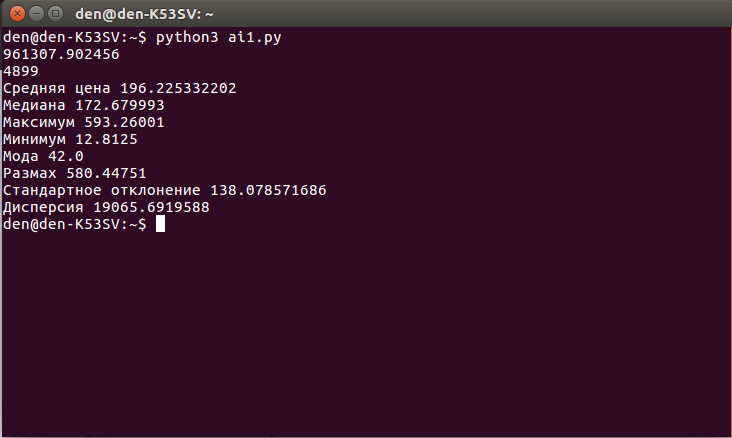 den@den-K53SV: ~
den@den-K53SV:~$ python3 ai1.py
961307.902456
4899
Средняя цена 196.225332202
Медиана 172.679993
Максимум 593.26001
Минимум 12.8125
Мода 42.0
Размах 580.44751
Стандартное отклонение 138.078571686
Дисперсия 19065.6919588
den@den-K53SV:~$